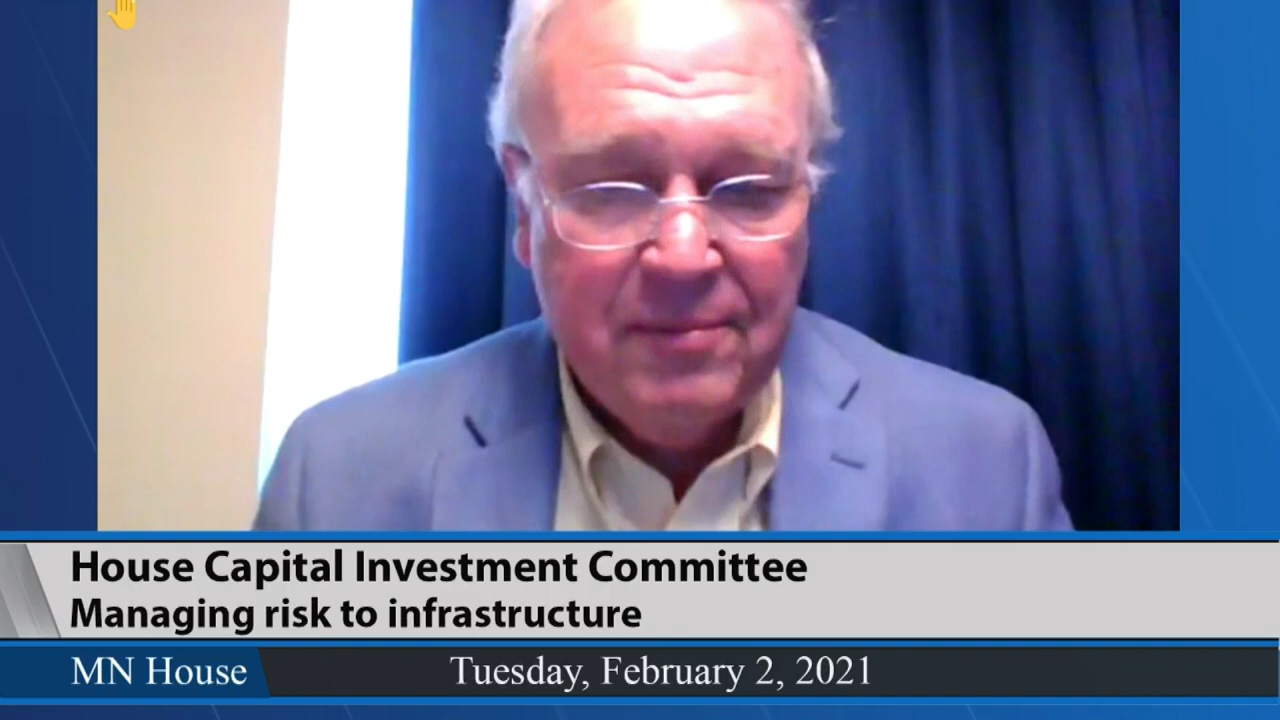 House Capital Investment Committee
Managing risk to infrastructure
MN House
Tuesday, February 2, 2021